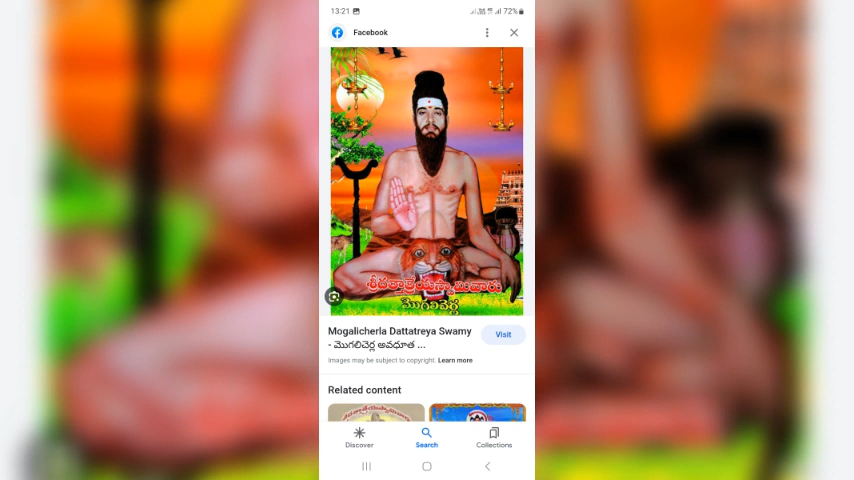 13:21
72%
Facebook
శ్రీదత్తాత్రేయస్వామివారు
మొగలిచెర్ల
Mogalicherla Dattatreya Swamy
- మొగలిచెర్ల అవధూత ...
Visit
Images may be subject to copyright. Learn more
Related content
Discover
Search
Collections